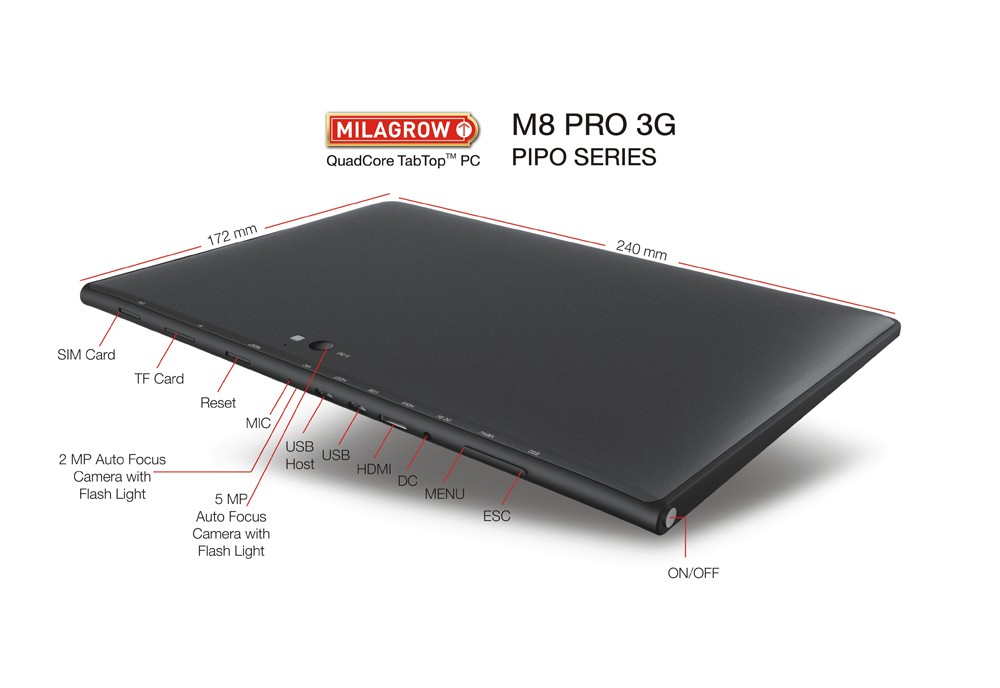 MILAGROW
QuadCore TabTop™ PC
M8 PRO 3G
PIPO SERIES
172 mm
240 mm
SIM Card
TF Card
Reset
MIC
2 MP Auto Focus
Camera with
Flash Light
5 MP
Auto Focus
Camera with
Flash Light
USB
Host
USB
HDMI
DC
MENU
ESC
ON/OFF